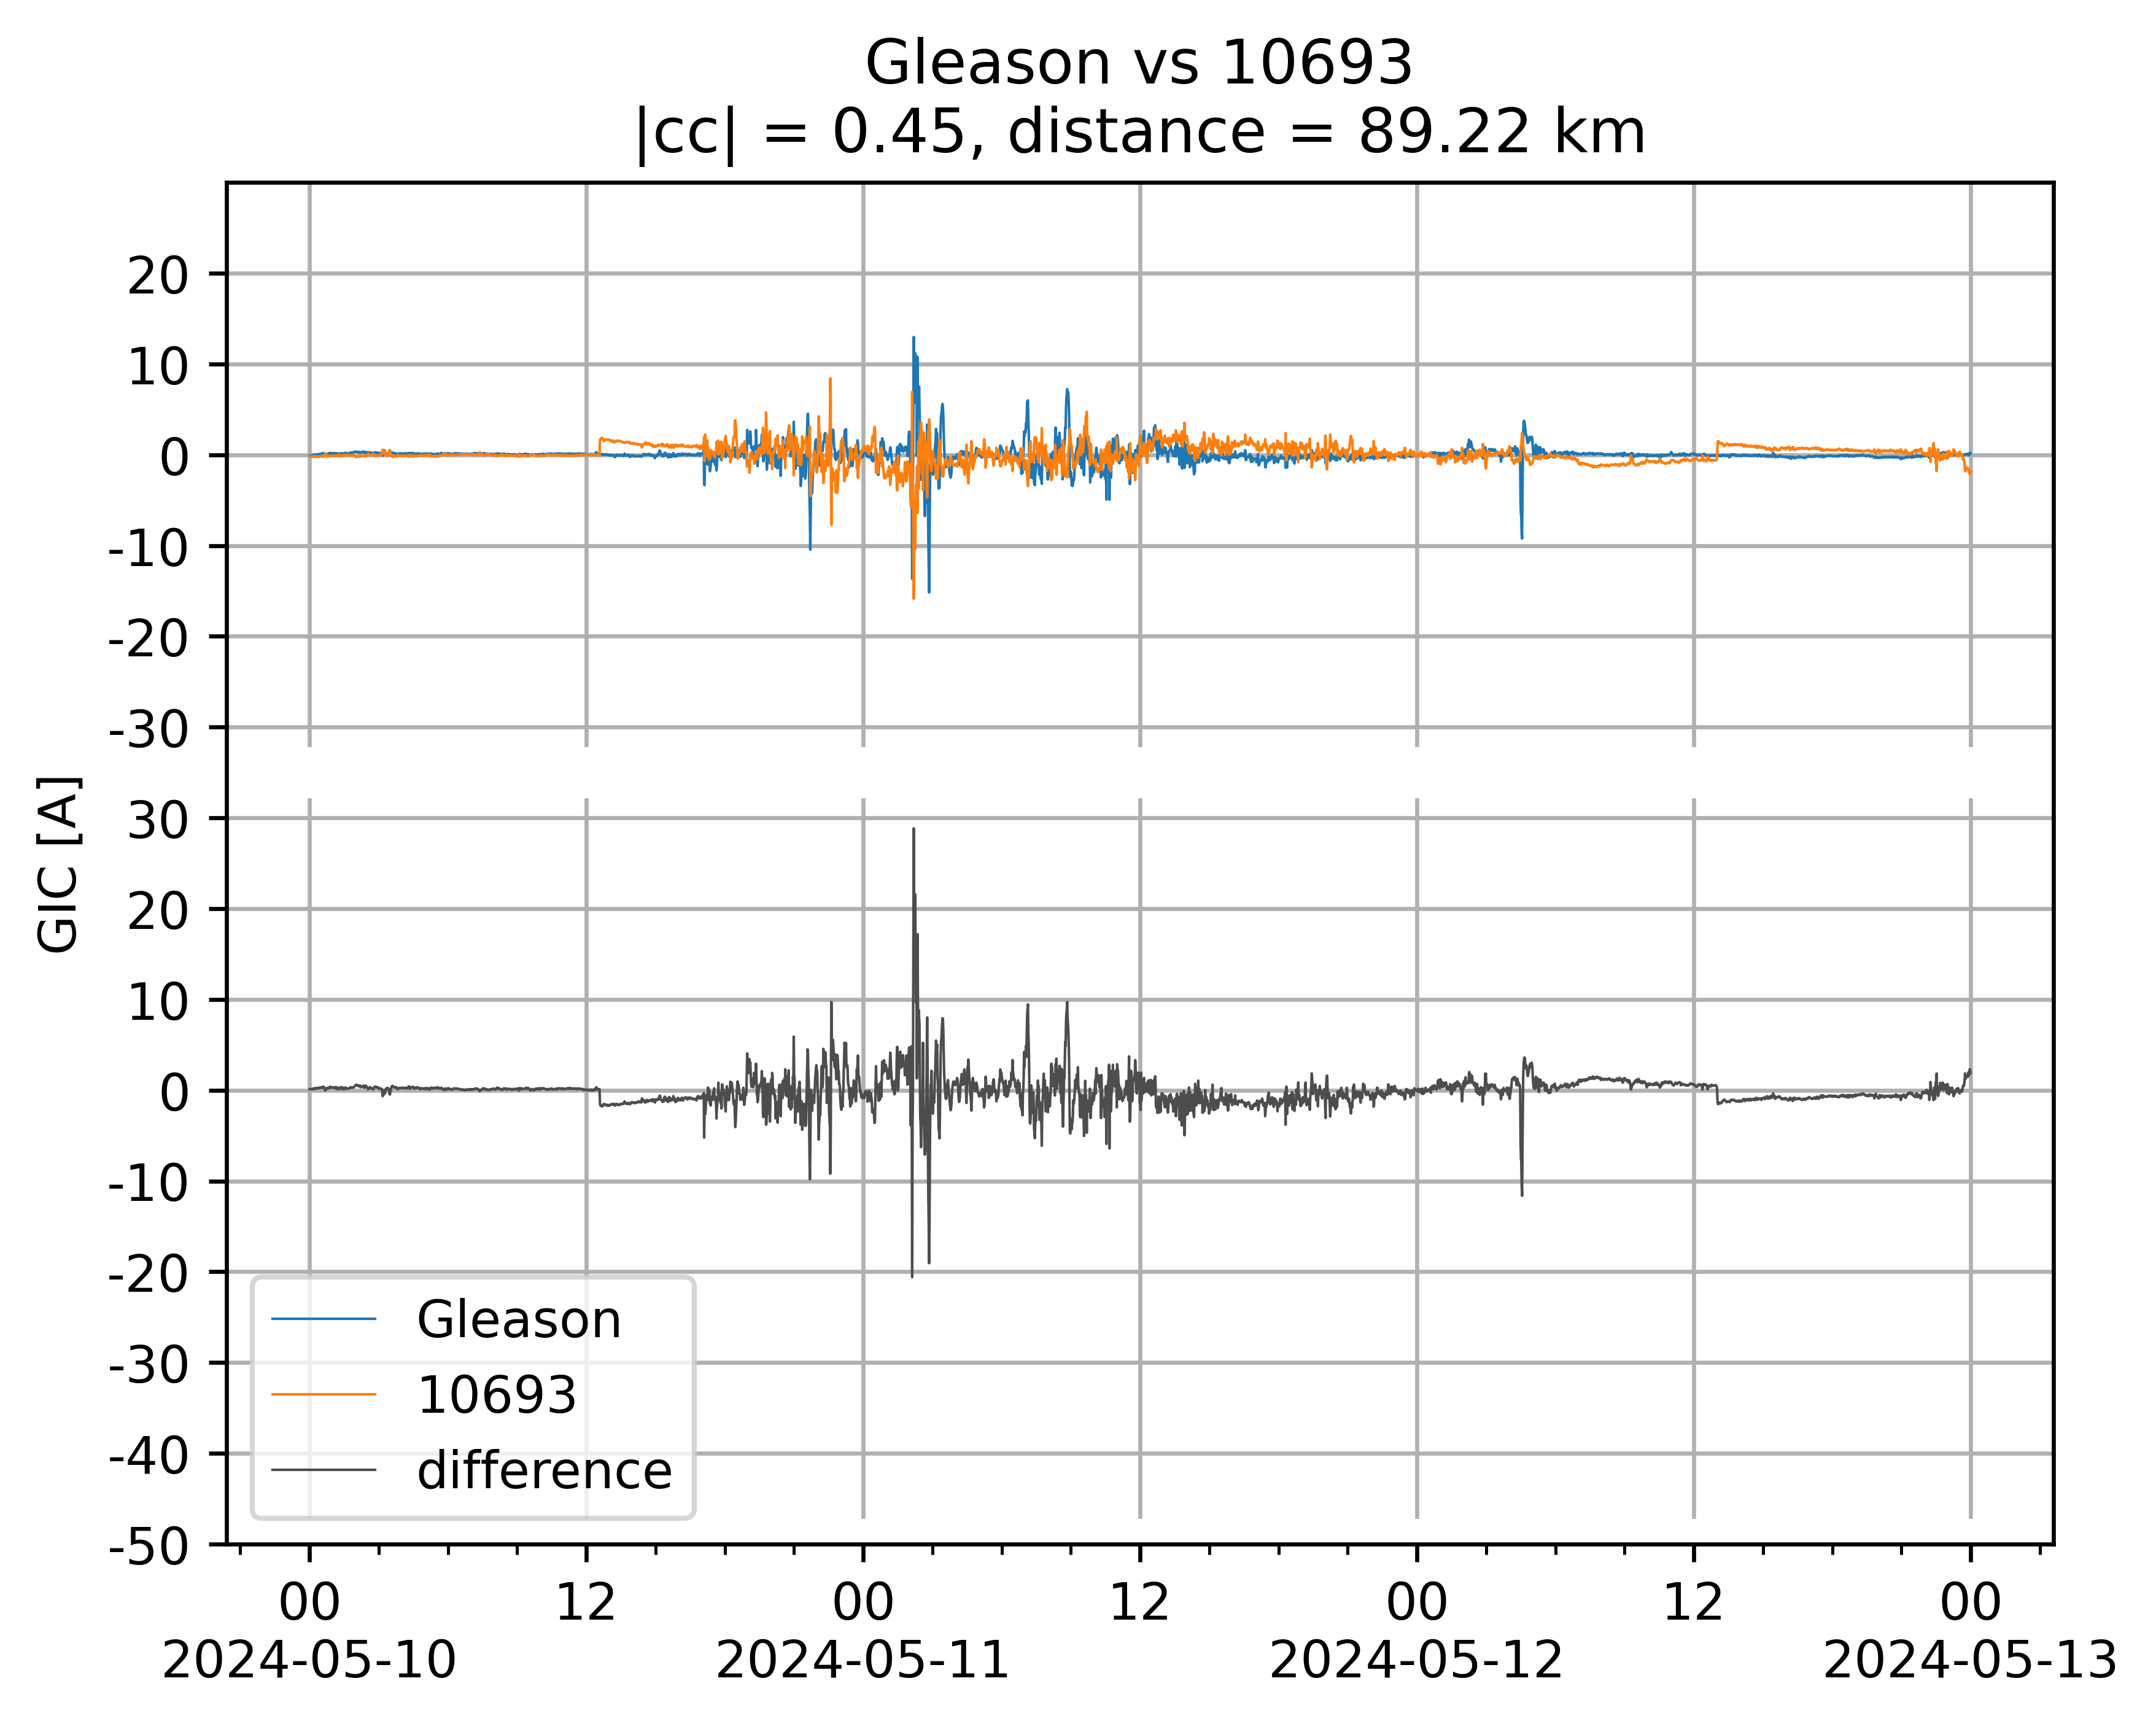 Gleason vs 10693
|cc| = 0.45, distance = 89.22 km
20
10
0
-10
-20
-30
30
20
10
0
-10
-20
-30
-40
-50
GIC [A]
Gleason
10693
difference
00 12 00 12 00 12 00
2024-05-10 2024-05-11 2024-05-12 2024-05-13